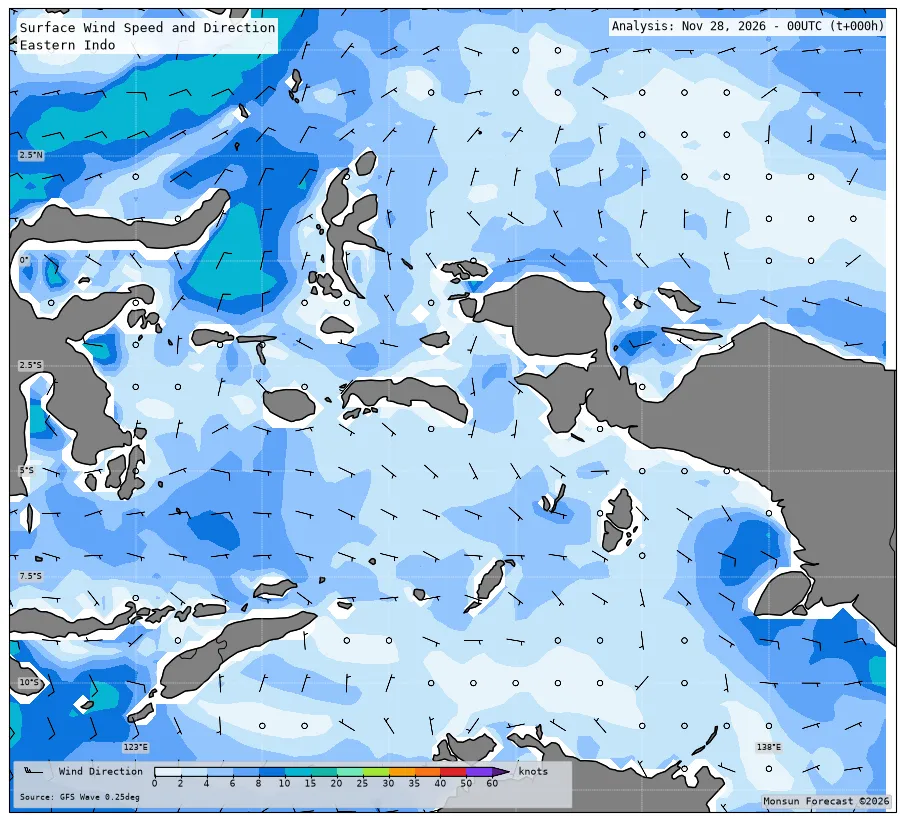 Surface Wind Speed and Direction
Eastern Indo
Analysis: Nov 28, 2026 - 00UTC (t+000h)
2.5°N
0°
2.5°S
5°S
7.5°S
10°S
123°E
138°E
Wind Direction
knots
0 2 4 6 8 10 15 20 25 30 35 40 50 60
Source: GFS Wave 0.25deg
Monsun Forecast ©2026